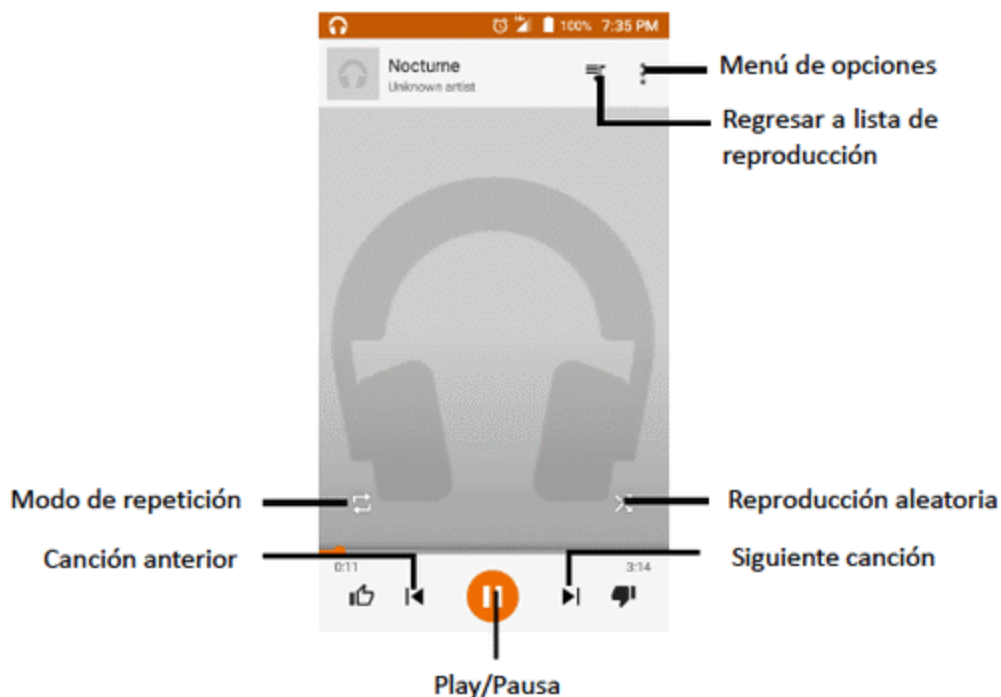 100% 7:35 PM
Nocturne
Unknown artist
Menú de opciones
Regresar a lista de
reproducción
Modo de repetición
Reproducción aleatoria
Canción anterior
Siguiente canción
0:11
3:14
Play/Pausa